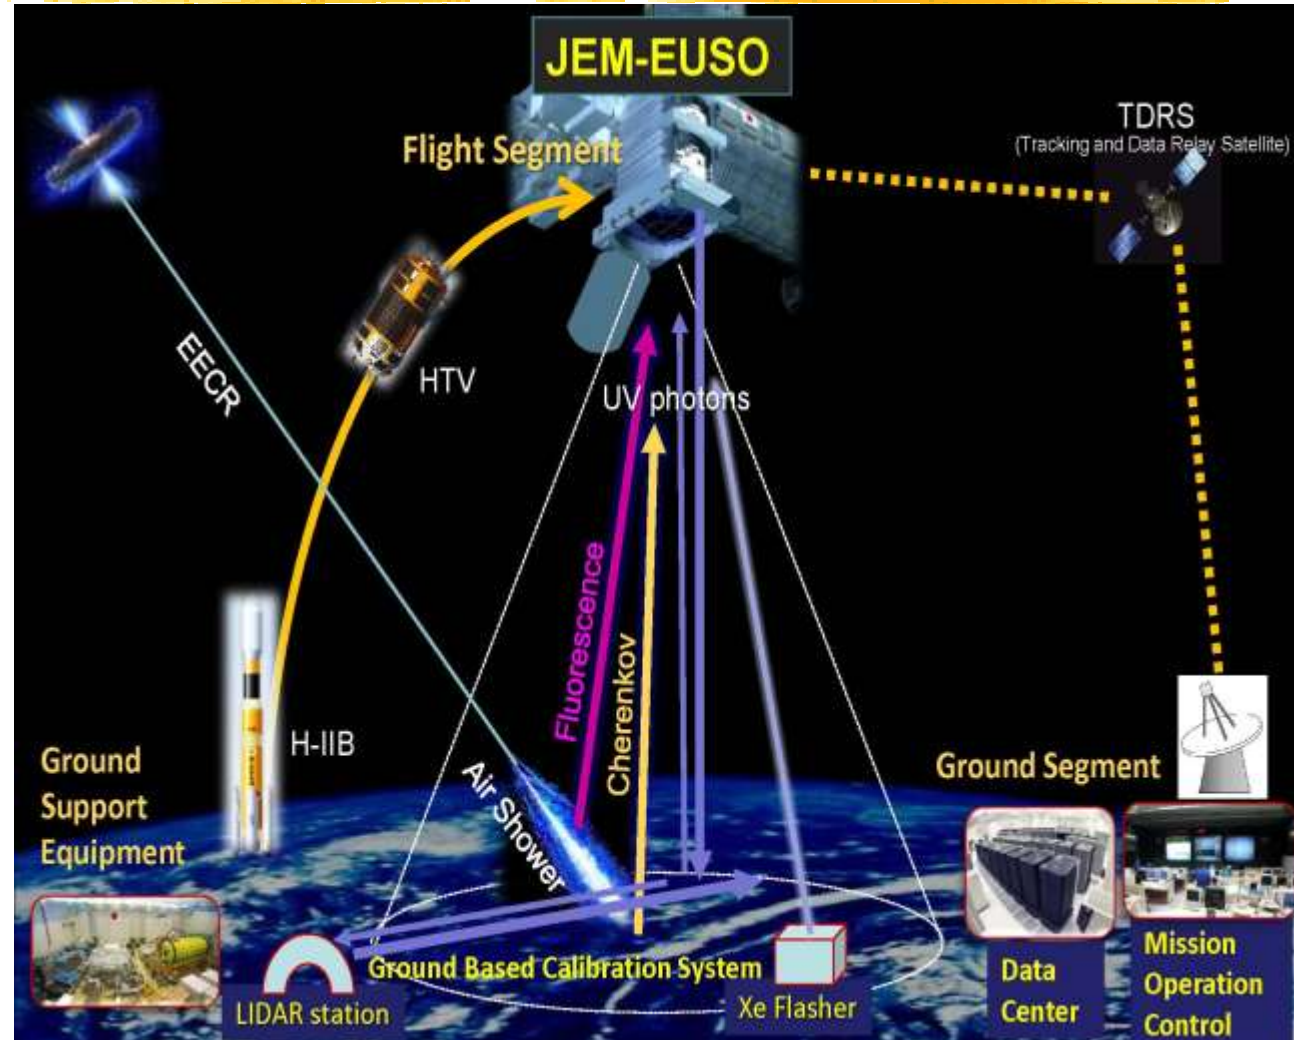 JEM-EUSO
TDRS
(Tracking and Data Relay Satellite)
Flight Segment
EECR
HTV
UV photons
Fluorescence
Cherenkov
H-IIB
Air Shower
Ground
Support
Equipment
Ground Segment
Ground Based Calibration System
LIDAR station
Xe Flasher
Data
Center
Mission
Operation
Control